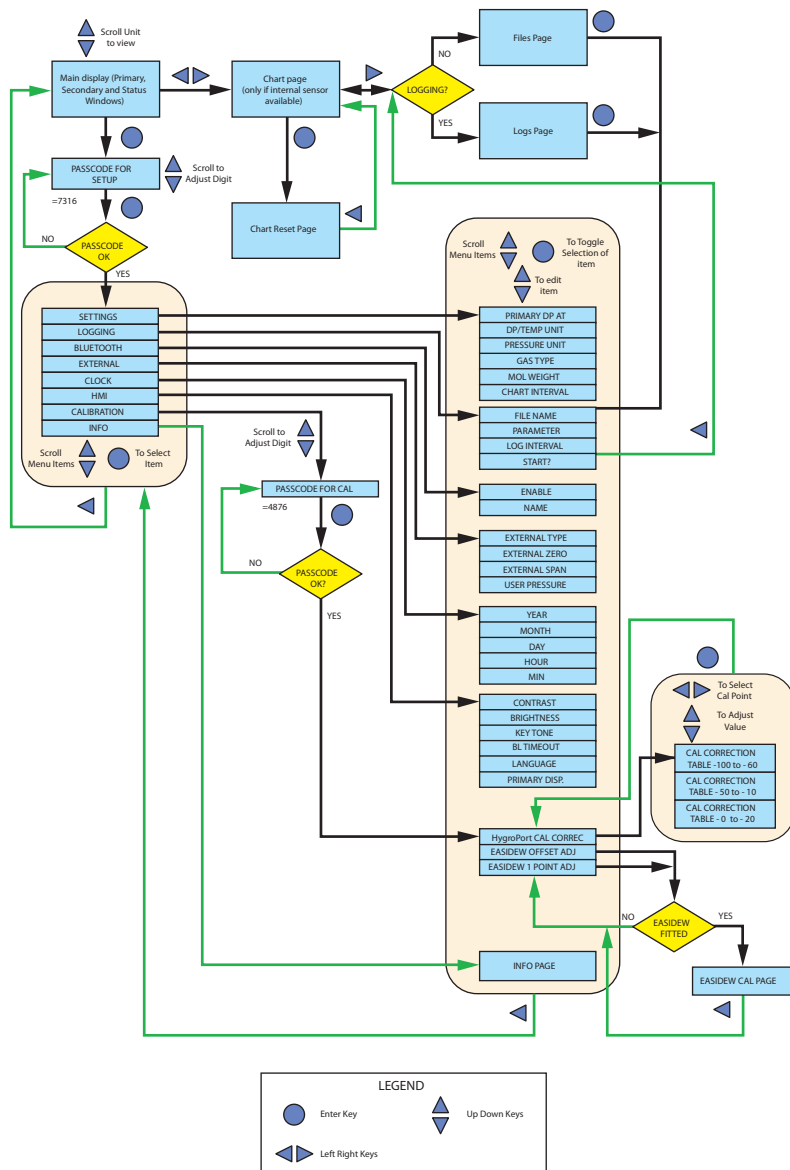 Scroll Unit
to view
Main display (Primary,
Secondary and Status
Windows)
Chart page
(only if internal sensor
available)
LOGGING?
NO
YES
Files Page
Logs Page
PASSCODE FOR
SETUP
Scroll to
Adjust Digit
=7316
NO
PASSCODE
OK
YES
Chart Reset Page
SETTINGS
LOGGING
BLUETOOTH
EXTERNAL
CLOCK
HMI
CALIBRATION
INFO
Scroll
Menu Items
To Select
Item
Scroll to
Adjust Digit
PASSCODE FOR CAL
=4876
NO
PASSCODE
OK?
YES
Scroll
Menu Items
To Toggle
Selection of
item
To edit
item
PRIMARY DP AT
DP/TEMP UNIT
PRESSURE UNIT
GAS TYPE
MOL WEIGHT
CHART INTERVAL
FILE NAME
PARAMETER
LOG INTERVAL
START?
ENABLE
NAME
EXTERNAL TYPE
EXTERNAL ZERO
EXTERNAL SPAN
USER PRESSURE
YEAR
MONTH
DAY
HOUR
MIN
CONTRAST
BRIGHTNESS
KEY TONE
BL TIMEOUT
LANGUAGE
PRIMARY DISP.
HygroPort CAL CORREC
EASIDEW OFFSET ADJ
EASIDEW 1 POINT ADJ
INFO PAGE
To Select
Cal Point
To Adjust
Value
CAL CORRECTION
TABLE -100 to - 60
CAL CORRECTION
TABLE - 50 to - 10
CAL CORRECTION
TABLE - 0 to - 20
NO
EASIDEW
FITTED
YES
EASIDEW CAL PAGE
LEGEND
Enter Key
Up Down Keys
Left Right Keys